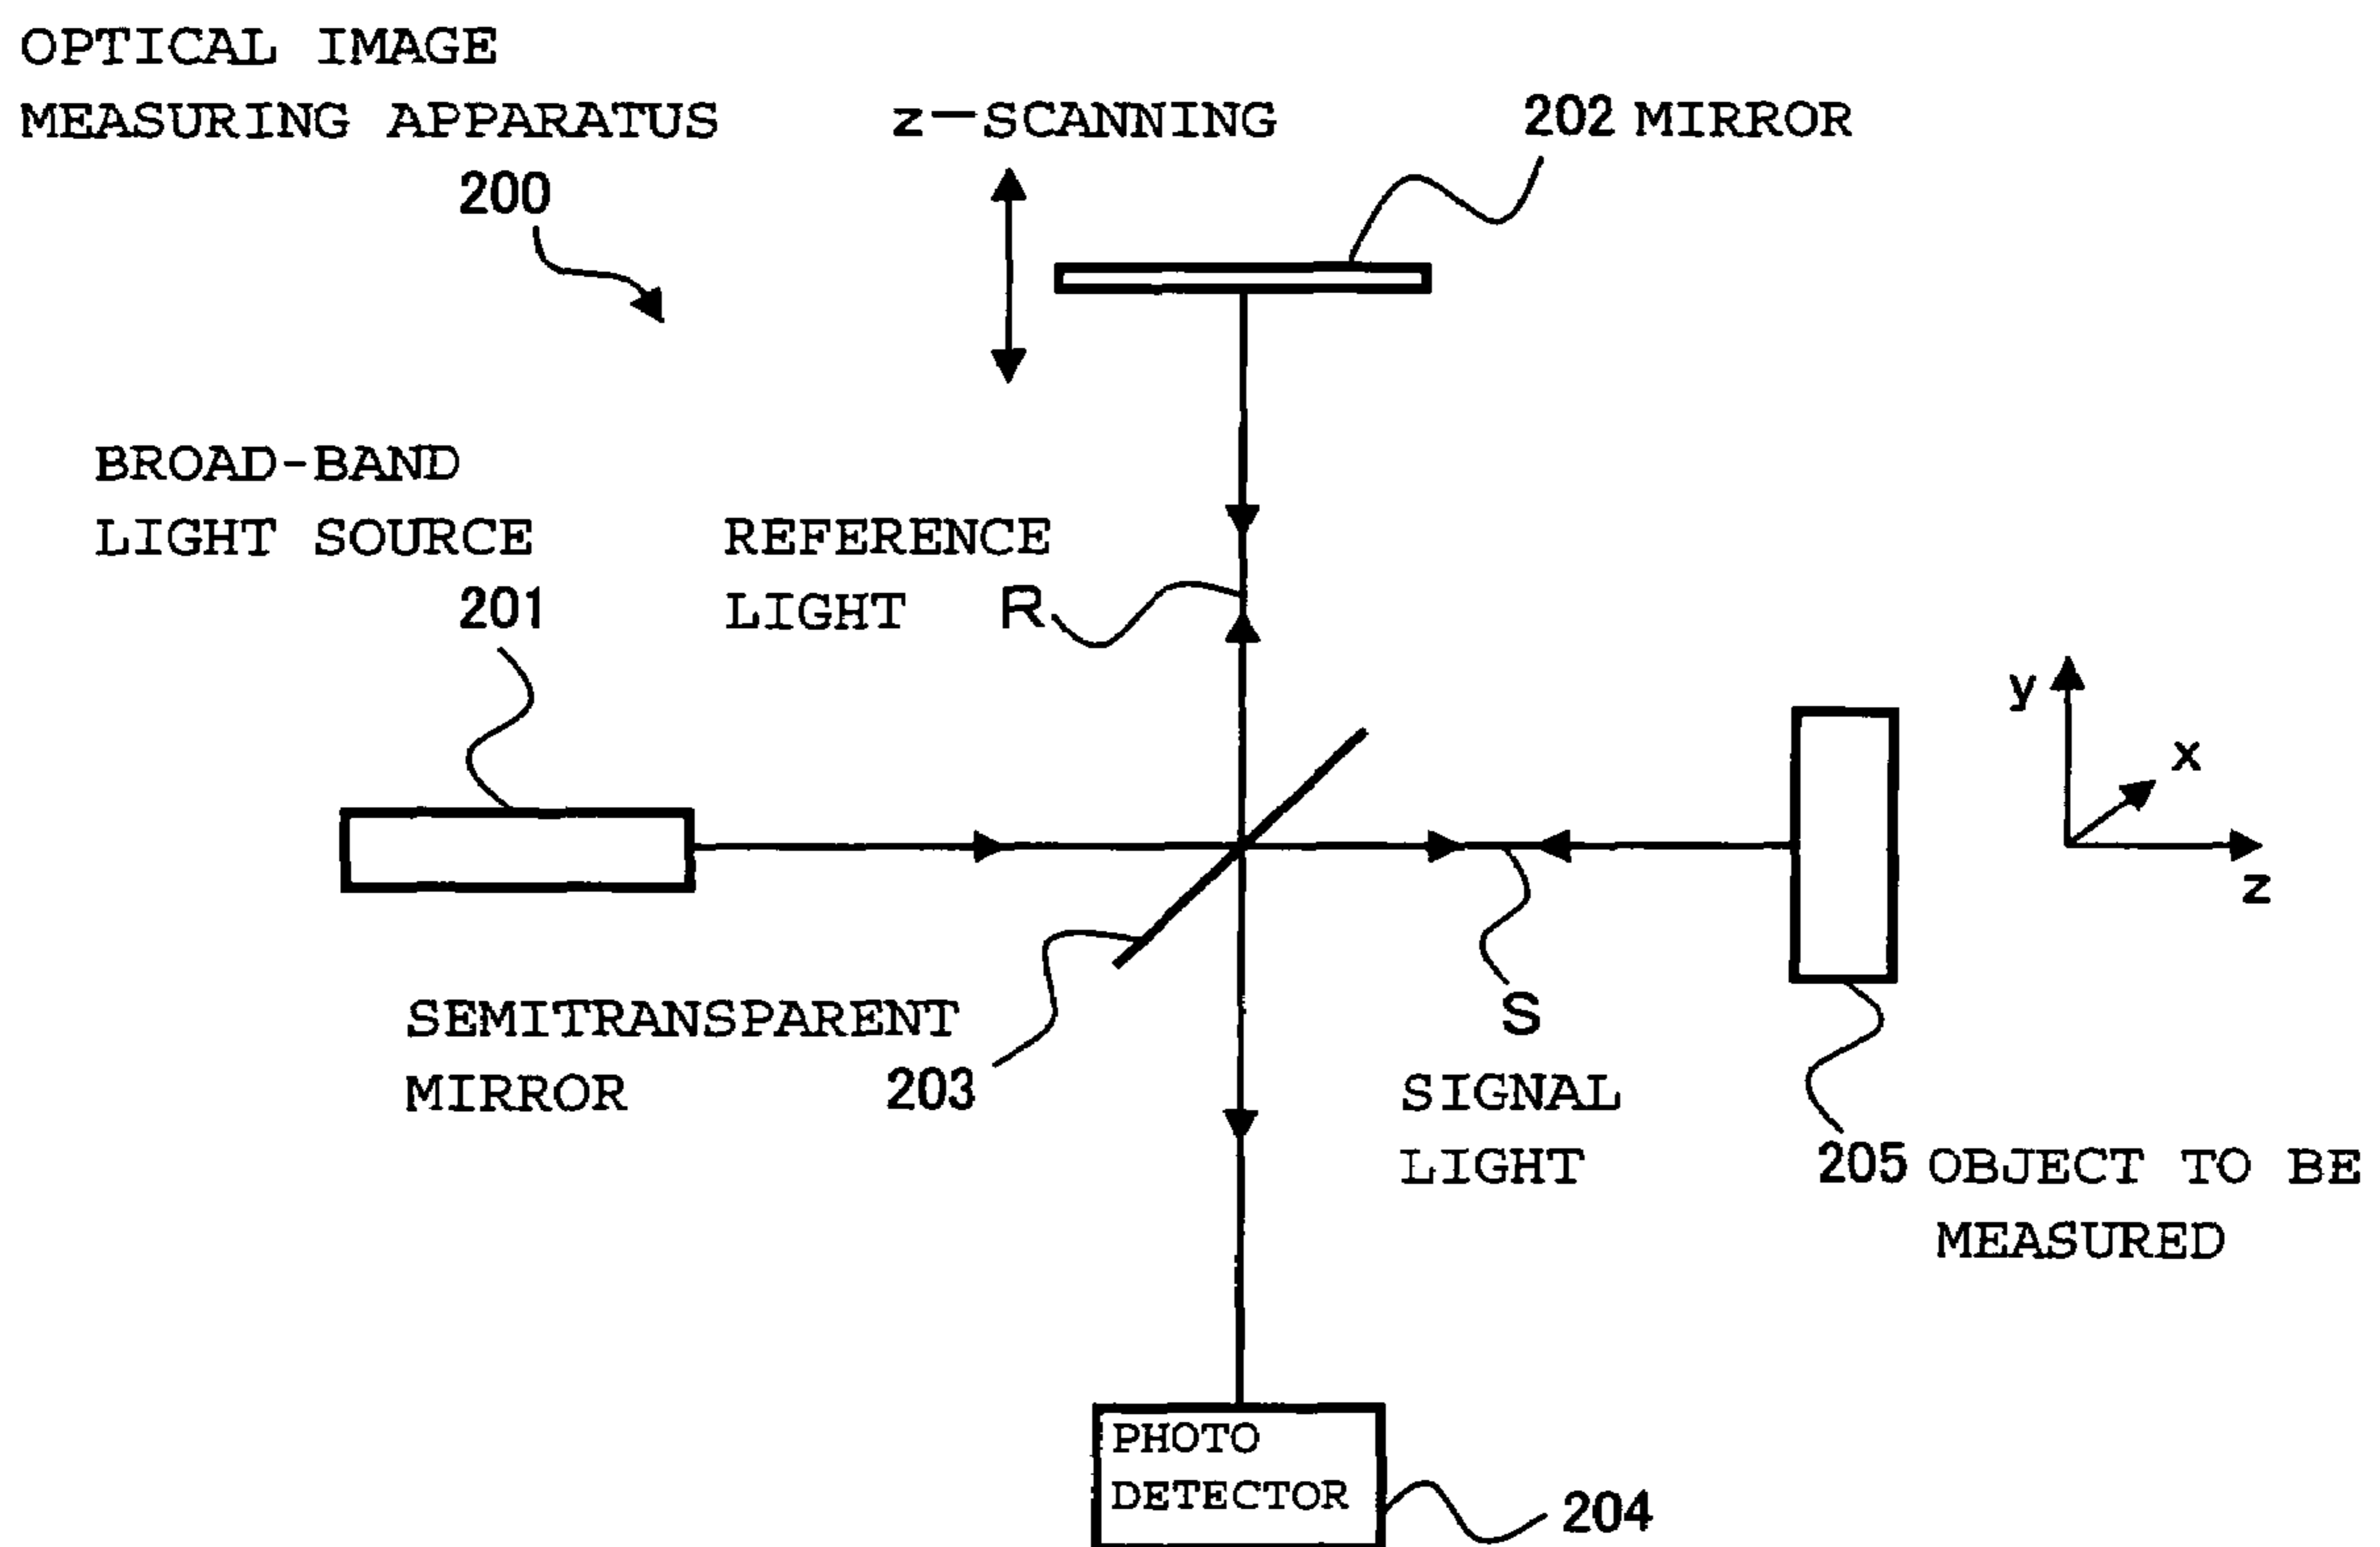 OPTICAL IMAGE
MEASURING APPARATUS
200
z-SCANNING
202 MIRROR
BROAD-BAND
LIGHT SOURCE
201
REFERENCE
LIGHT R
y
x
z
SEMITRANSPARENT
MIRROR 203
S
SIGNAL
LIGHT
205 OBJECT TO BE
MEASURED
PHOTO
DETECTOR
204